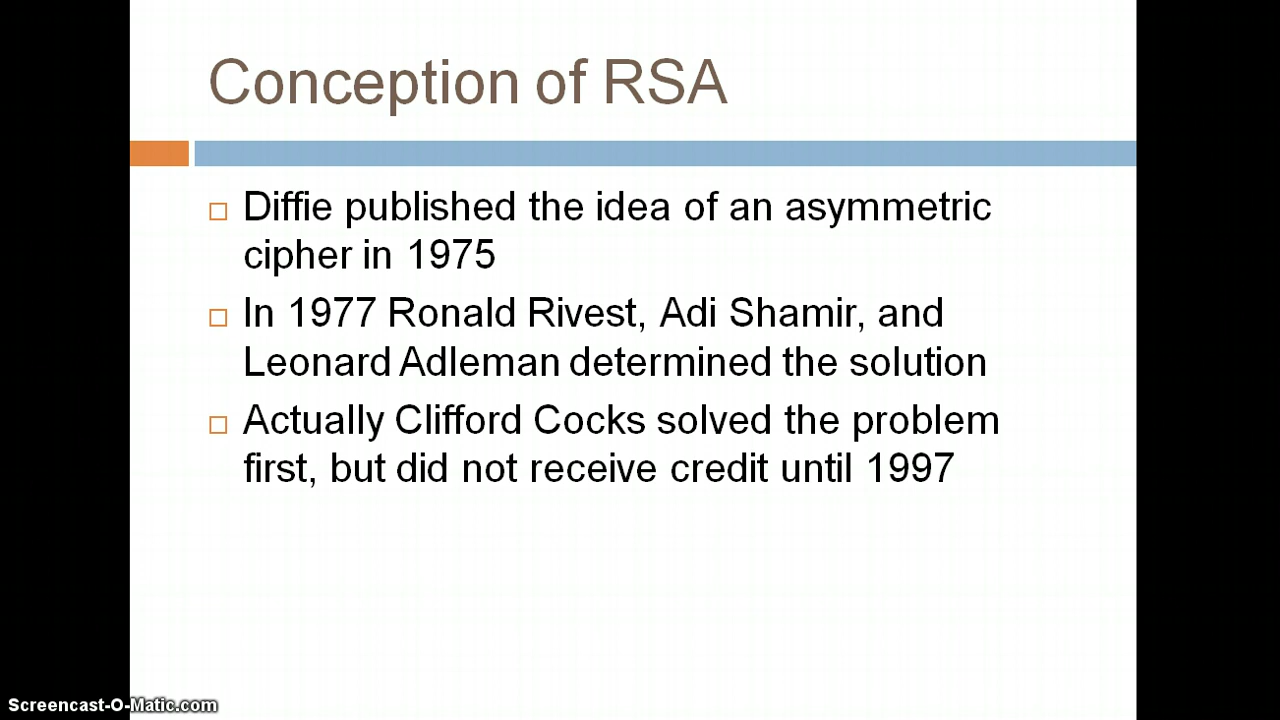 Conception of RSA
Diffie published the idea of an asymmetric
cipher in 1975
In 1977 Ronald Rivest, Adi Shamir, and
Leonard Adleman determined the solution
Actually Clifford Cocks solved the problem
first, but did not receive credit until 1997
Screencast-O-Matic.com